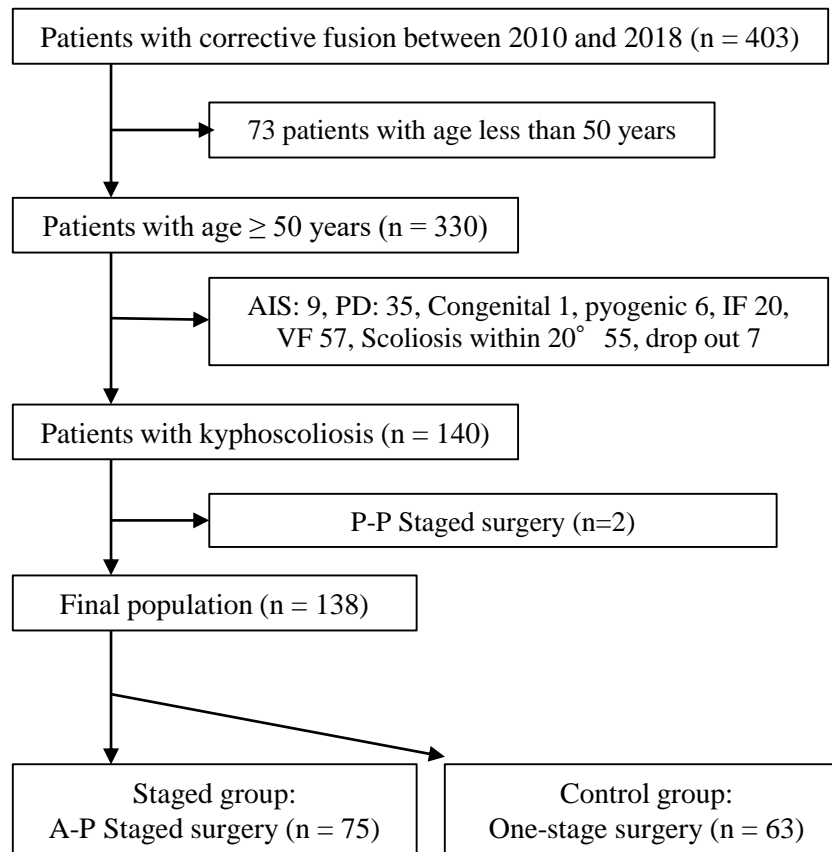 Patients with corrective fusion between 2010 and 2018 (n = 403)
73 patients with age less than 50 years
Patients with age ≥ 50 years (n = 330)
AIS: 9, PD: 35, Congenital 1, pyogenic 6, IF 20,
VF 57, Scoliosis within 20° 55, drop out 7
Patients with kyphoscoliosis (n = 140)
P-P Staged surgery (n=2)
Final population (n = 138)
Staged group:
A-P Staged surgery (n = 75)
Control group:
One-stage surgery (n = 63)